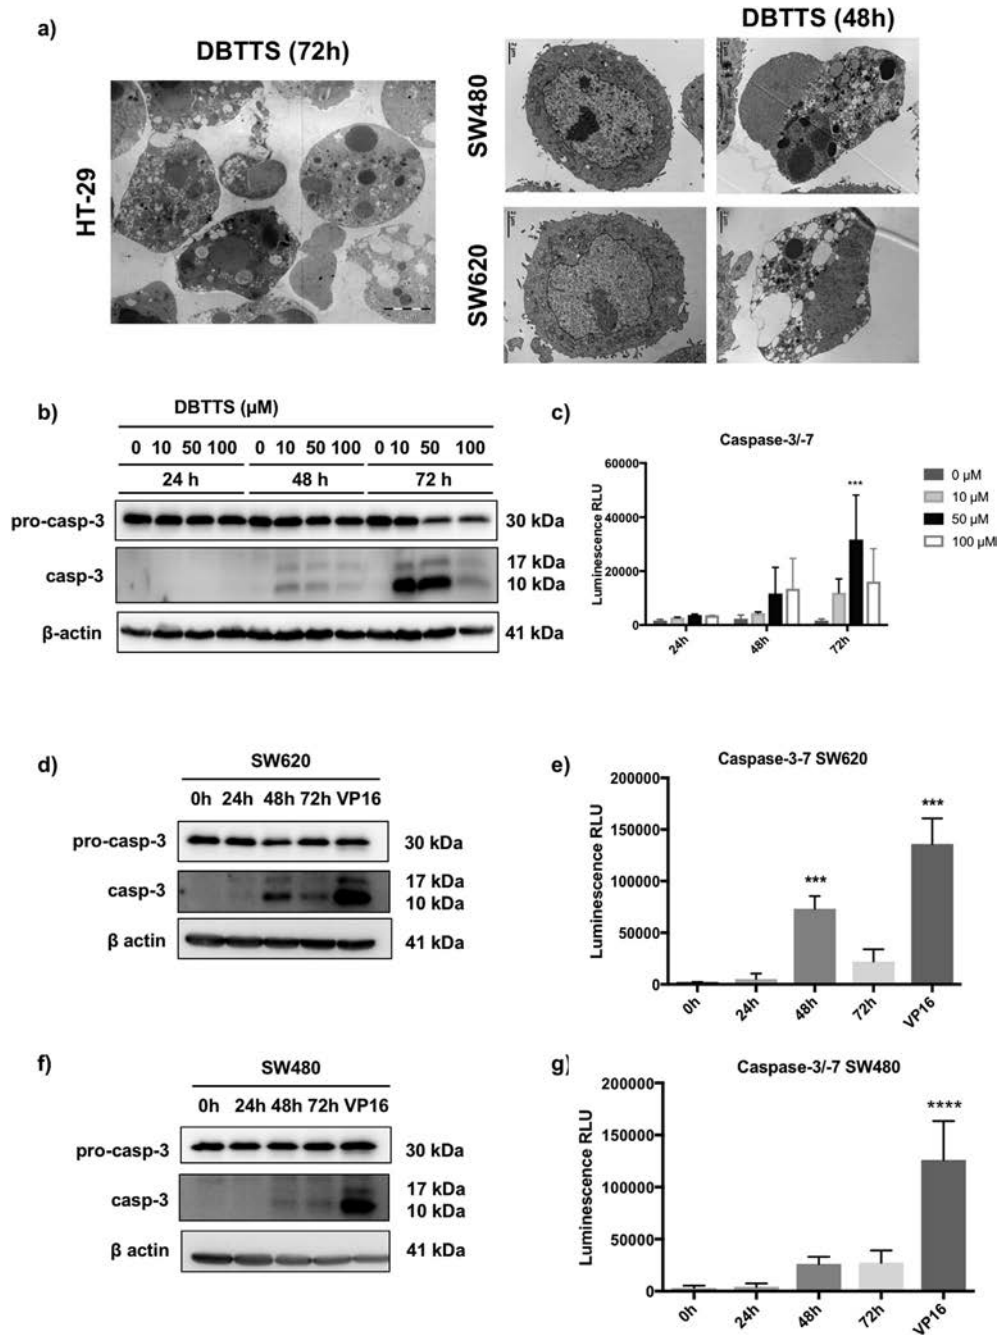 a)
DBTTS (72h)
HT-29
DBTTS (48h)
SW480
SW620
b)
DBTTS (µM)
0 10 50 100 0 10 50 100 0 10 50 100
24 h 48 h 72 h
pro-casp-3 30 kDa
casp-3 17 kDa
10 kDa
β-actin 41 kDa
c)
Caspase-3/-7
Luminescence RLU
60000
40000
20000
0
***
24h 48h 72h
0 µM
10 µM
50 µM
100 µM
d)
SW620
0h 24h 48h 72h VP16
pro-casp-3 30 kDa
casp-3 17 kDa
10 kDa
β actin 41 kDa
e)
Caspase-3-7 SW620
Luminescence RLU
200000
150000
100000
50000
0
***
***
0h 24h 48h 72h VP16
f)
SW480
0h 24h 48h 72h VP16
pro-casp-3 30 kDa
casp-3 17 kDa
10 kDa
β actin 41 kDa
g)
Caspase-3/-7 SW480
Luminescence RLU
200000
150000
100000
50000
0
****
0h 24h 48h 72h VP16